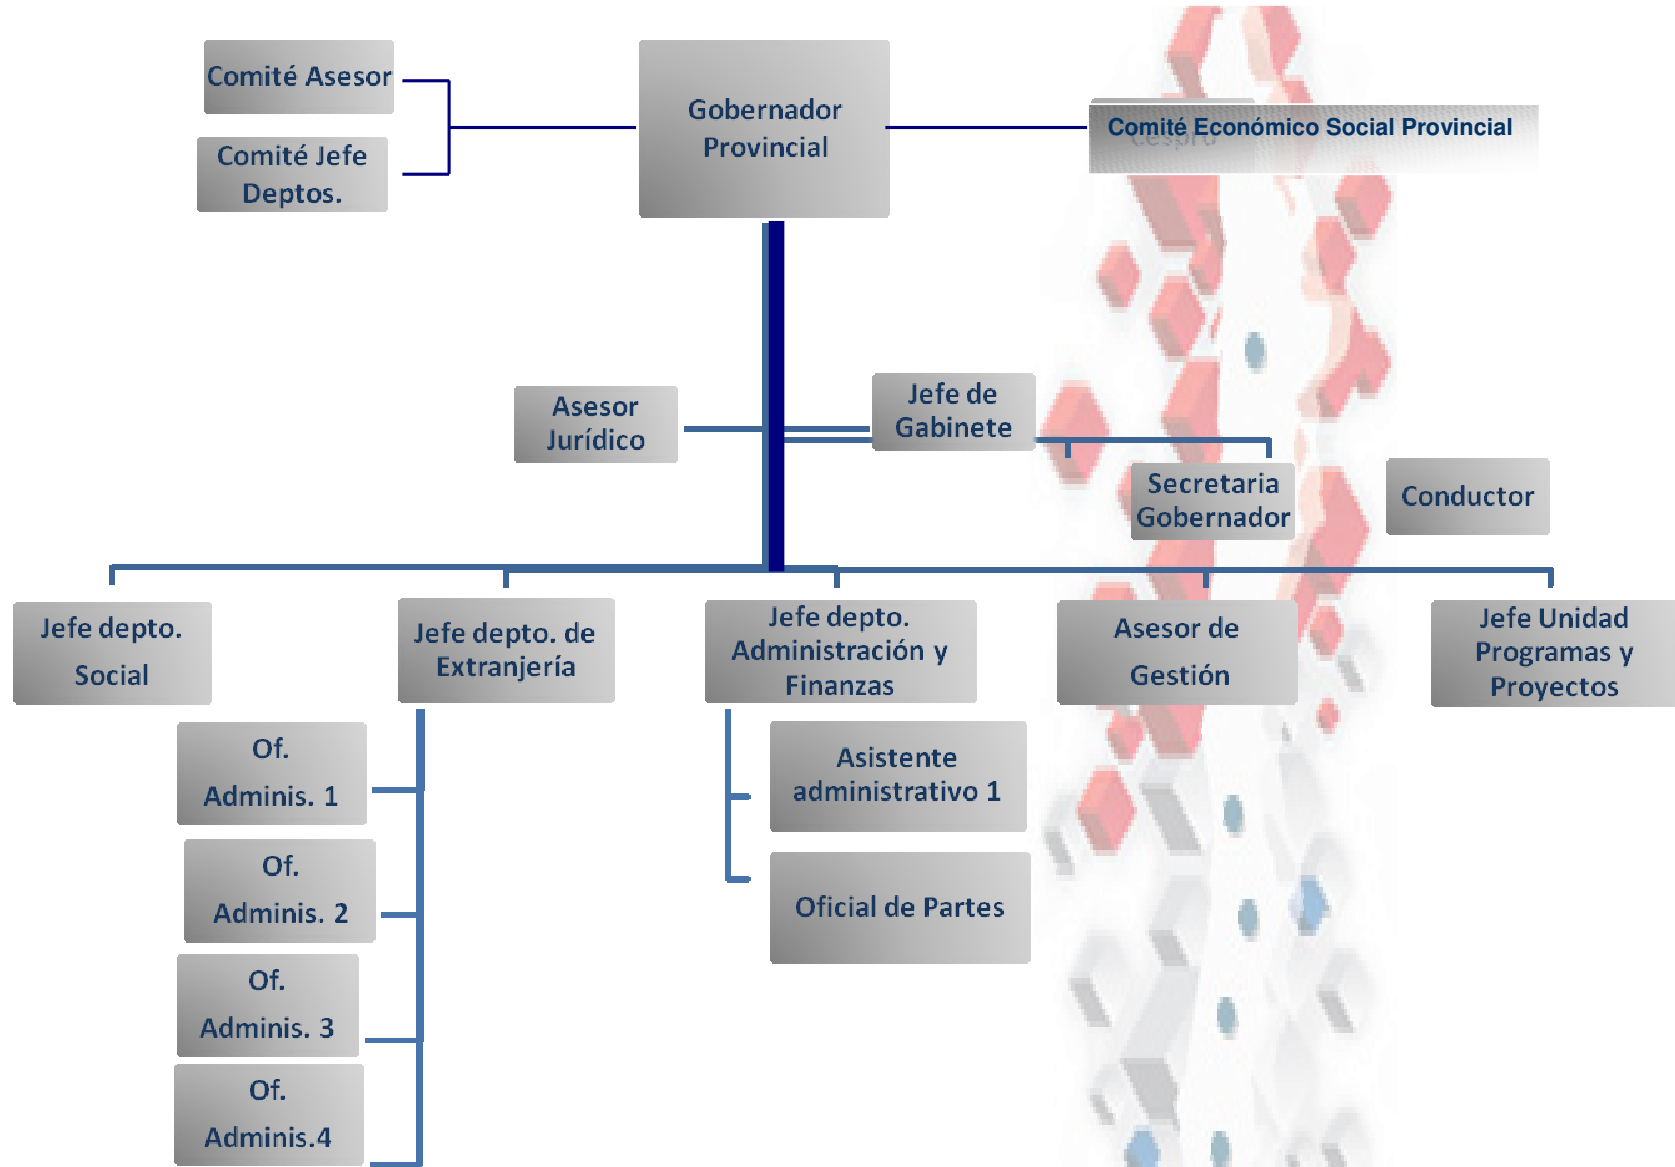 Comité Asesor
Gobernador
Provincial
Comité Económico Social Provincial
Cespro
Comité Jefe
Deptos.
Asesor
Jurídico
Jefe de
Gabinete
Secretaria
Gobernador
Conductor
Jefe depto.
Social
Jefe depto. de
Extranjería
Jefe depto.
Administración y
Finanzas
Asesor de
Gestión
Jefe Unidad
Programas y
Proyectos
Of.
Adminis. 1
Of.
Adminis. 2
Of.
Adminis. 3
Of.
Adminis.4
Asistente
administrativo 1
Oficial de Partes